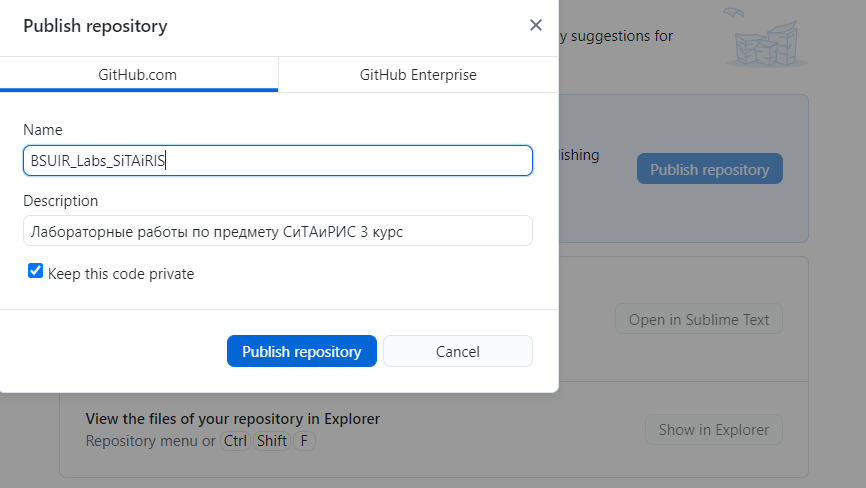 Publish repository
y suggestions for
GitHub.com
GitHub Enterprise
Name
BSUIR_Labs_SiTAiRIS
lishing
Publish repository
Description
Лабораторные работы по предмету СиТАиРИС 3 курс
Keep this code private
Publish repository
Cancel
Open in Sublime Text
View the files of your repository in Explorer
Repository menu or Ctrl Shift F
Show in Explorer